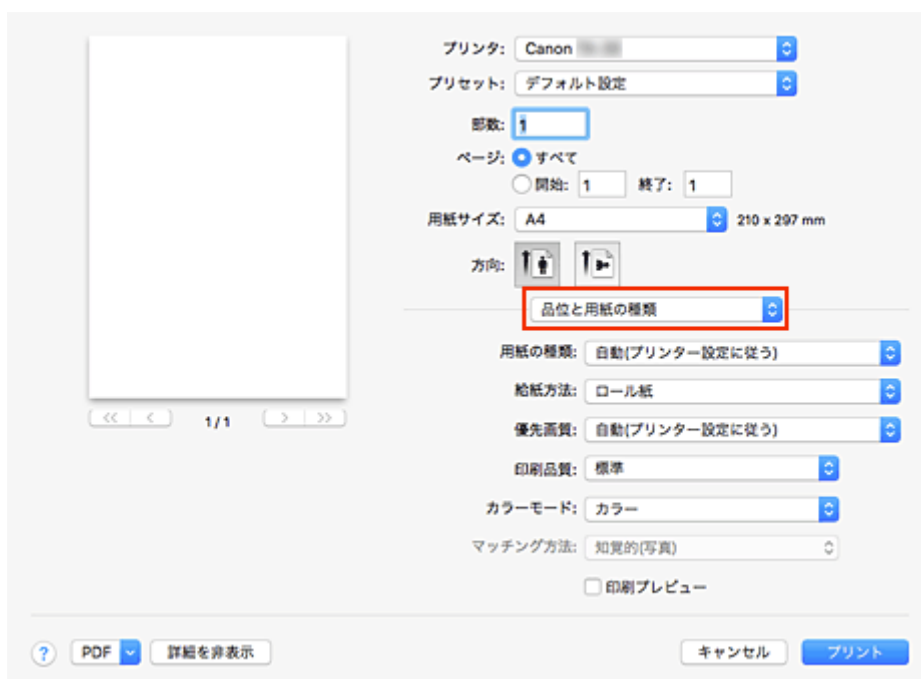 プリンタ: Canon
プリセット: デフォルト設定
部数: 1
ページ: すべて
開始: 1 終了: 1
用紙サイズ: A4 210 x 297 mm
方向:
品位と用紙の種類
用紙の種類: 自動(プリンター設定に従う)
給紙方法: ロール紙
優先画質: 自動(プリンター設定に従う)
印刷品質: 標準
カラーモード: カラー
マッチング方法: 知覚的(写真)
印刷プレビュー
<< < 1/1 > >>
? PDF 詳細を非表示 キャンセル プリント